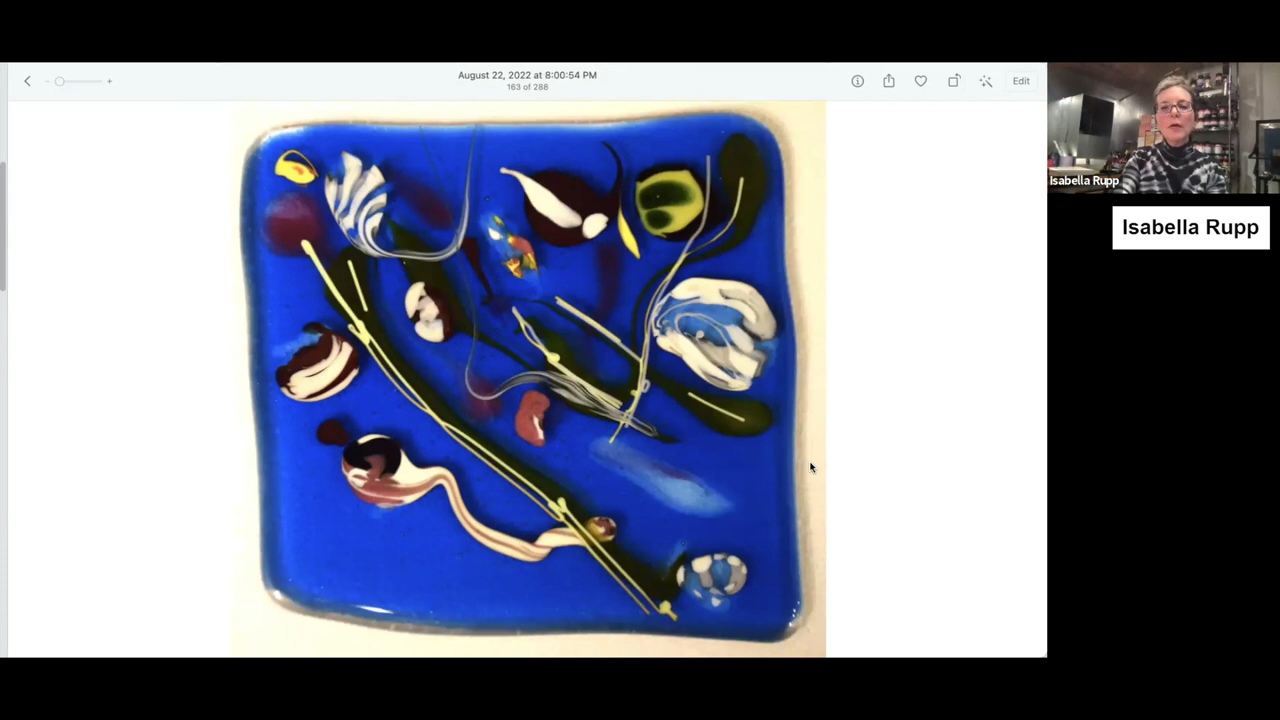 August 22, 2022 at 8:00:54 PM
163 of 288
Edit
Isabella Rupp
Isabella Rupp